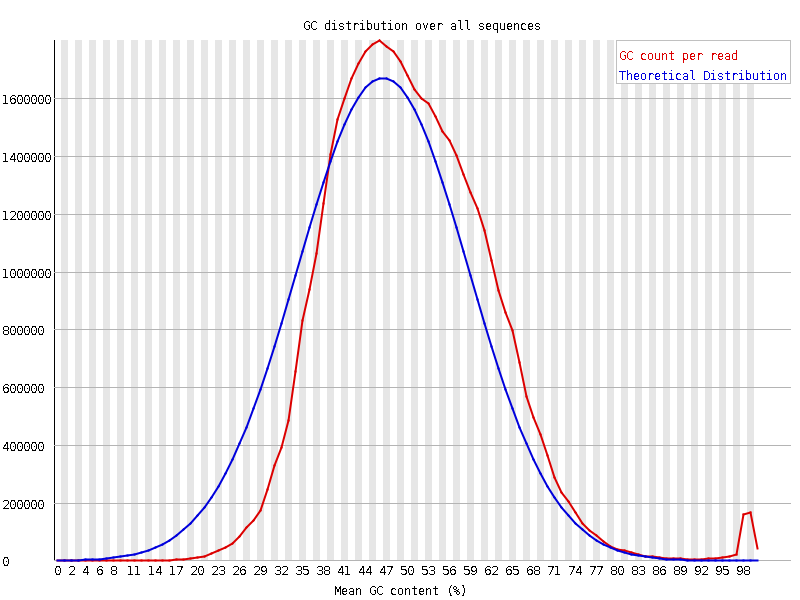 GC distribution over all sequences
GC count per read
Theoretical Distribution
1600000
1400000
1200000
1000000
800000
600000
400000
200000
0
0 2 4 6 8 11 14 17 20 23 26 29 32 35 38 41 44 47 50 53 56 59 62 65 68 71 74 77 80 83 86 89 92 95 98
Mean GC content (%)